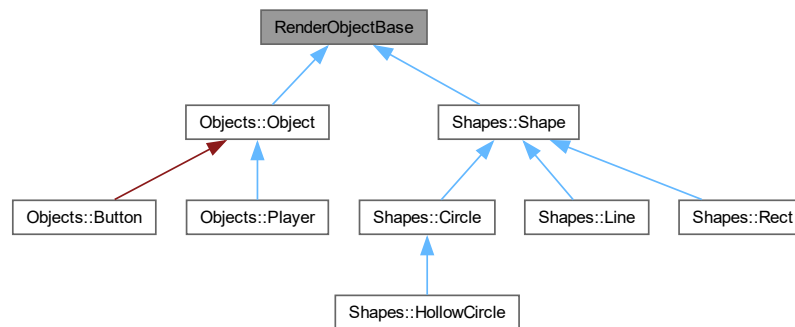 RenderObjectBase
Objects::Object
Shapes::Shape
Objects::Button
Objects::Player
Shapes::Circle
Shapes::Line
Shapes::Rect
Shapes::HollowCircle